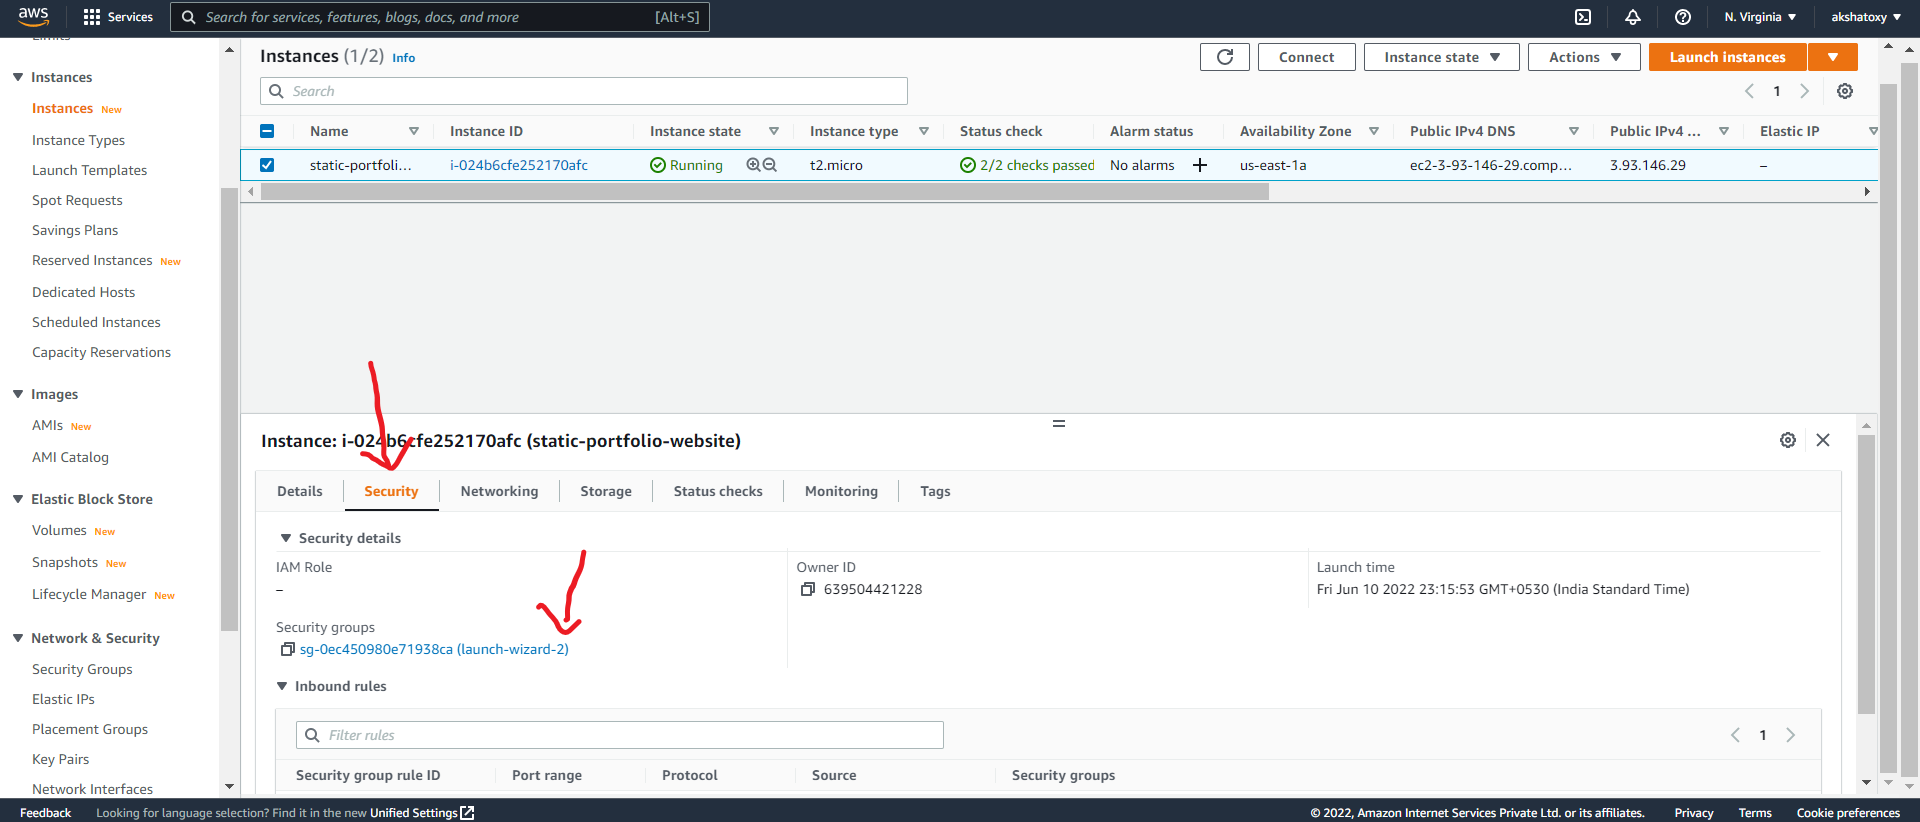 aws Services Search for services, features, blogs, docs, and more [Alt+S] N. Virginia akshatoxy
Limits
Instances
Instances New
Instance Types
Launch Templates
Spot Requests
Savings Plans
Reserved Instances New
Dedicated Hosts
Scheduled Instances
Capacity Reservations
Images
AMIs New
AMI Catalog
Elastic Block Store
Volumes New
Snapshots New
Lifecycle Manager New
Network & Security
Security Groups
Elastic IPs
Placement Groups
Key Pairs
Network Interfaces
Instances (1/2) Info Connect Instance state Actions Launch instances
Search 1
Name Instance ID Instance state Instance type Status check Alarm status Availability Zone Public IPv4 DNS Public IPv4 ... Elastic IP
static-portfoli... i-024b6cfe252170afc Running t2.micro 2/2 checks passed No alarms + us-east-1a ec2-3-93-146-29.comp... 3.93.146.29 –
Instance: i-024b6cfe252170afc (static-portfolio-website)
Details Security Networking Storage Status checks Monitoring Tags
Security details
IAM Role Owner ID Launch time
– 639504421228 Fri Jun 10 2022 23:15:53 GMT+0530 (India Standard Time)
Security groups
sg-0ec450980e71938ca (launch-wizard-2)
Inbound rules
Filter rules 1
Security group rule ID Port range Protocol Source Security groups
Feedback Looking for language selection? Find it in the new Unified Settings © 2022, Amazon Internet Services Private Ltd. or its affiliates. Privacy Terms Cookie preferences